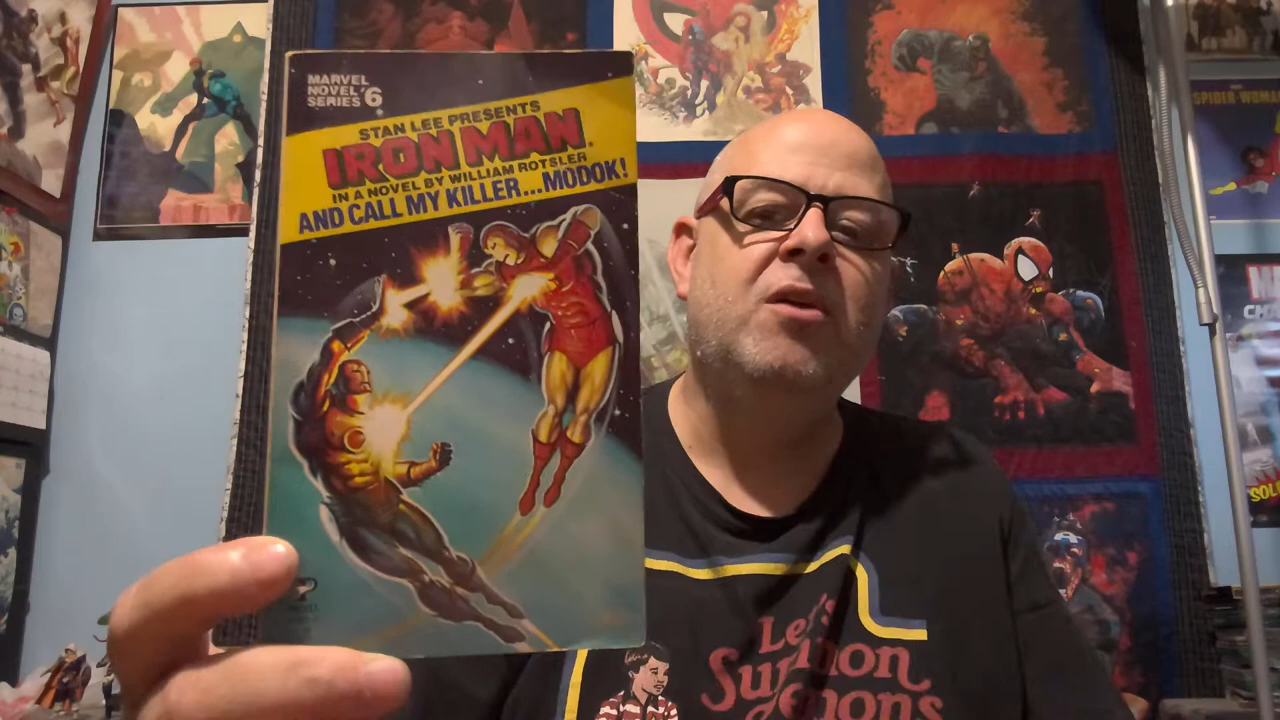 MARVEL
NOVEL
SERIES #6
STAN LEE PRESENTS
IRON MAN
IN A NOVEL BY WILLIAM ROTSLER
AND CALL MY KILLER...MODOK!
SPIDER-WOMA
Let's
Summon
Demons